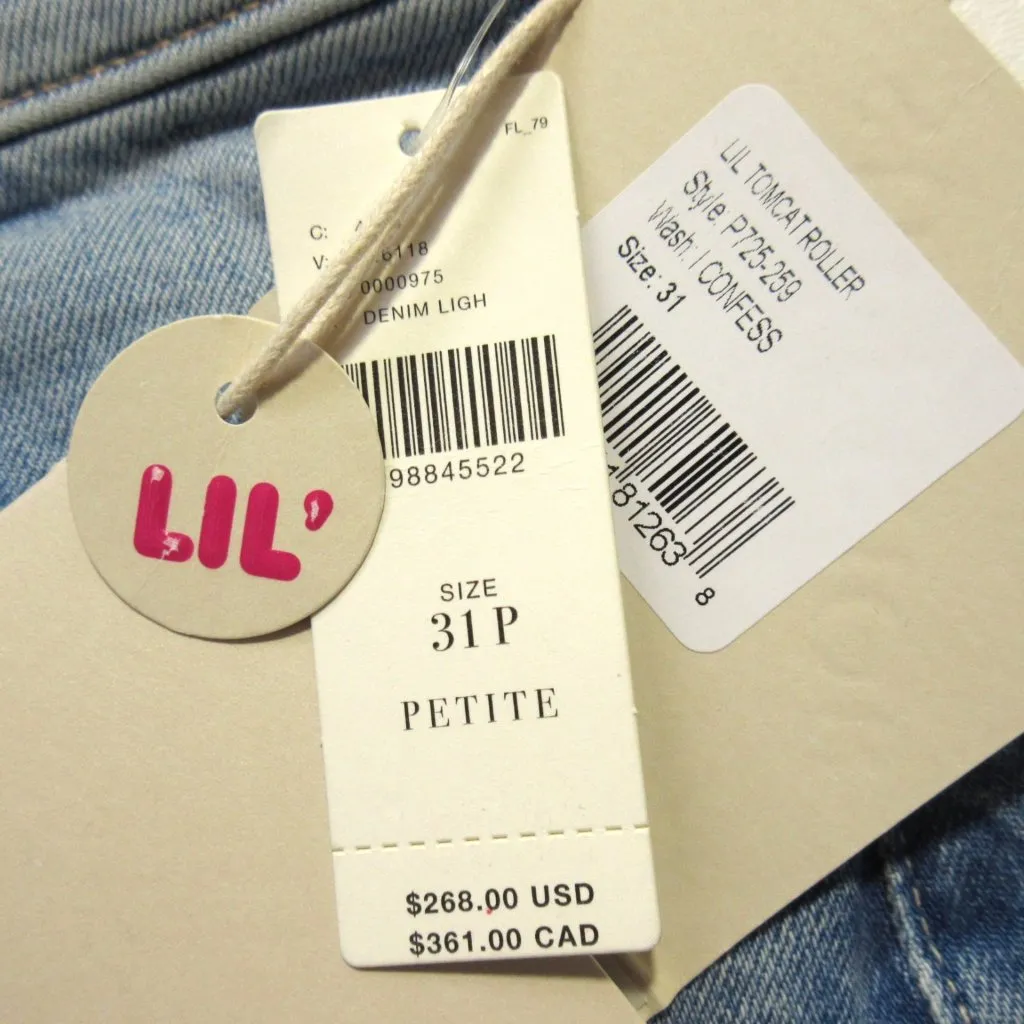 FL_79
C:
V: 6118
0000975
DENIM LIGH
98845522
SIZE
31 P
PETITE
$268.00 USD
$361.00 CAD
LIL'
LIL TOMCAT ROLLER
Style: P725-259
Wash: I CONFESS
Size: 31
81263 8